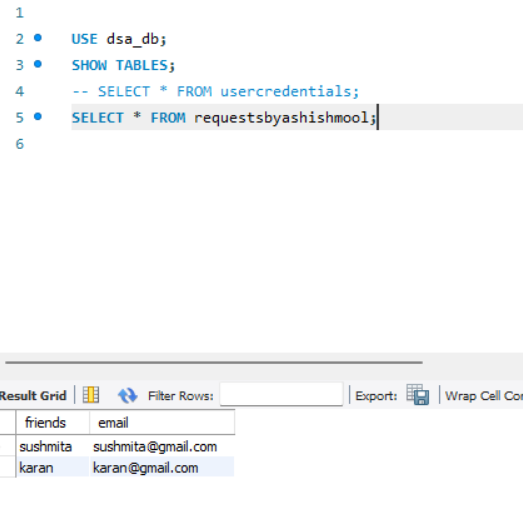 1
2 USE dsa_db;
3 SHOW TABLES;
4 -- SELECT * FROM usercredentials;
5 SELECT * FROM requestsbyashishmool;
6
Result Grid Filter Rows: Export: Wrap Cell
friends email
sushmita sushmita@gmail.com
karan karan@gmail.com